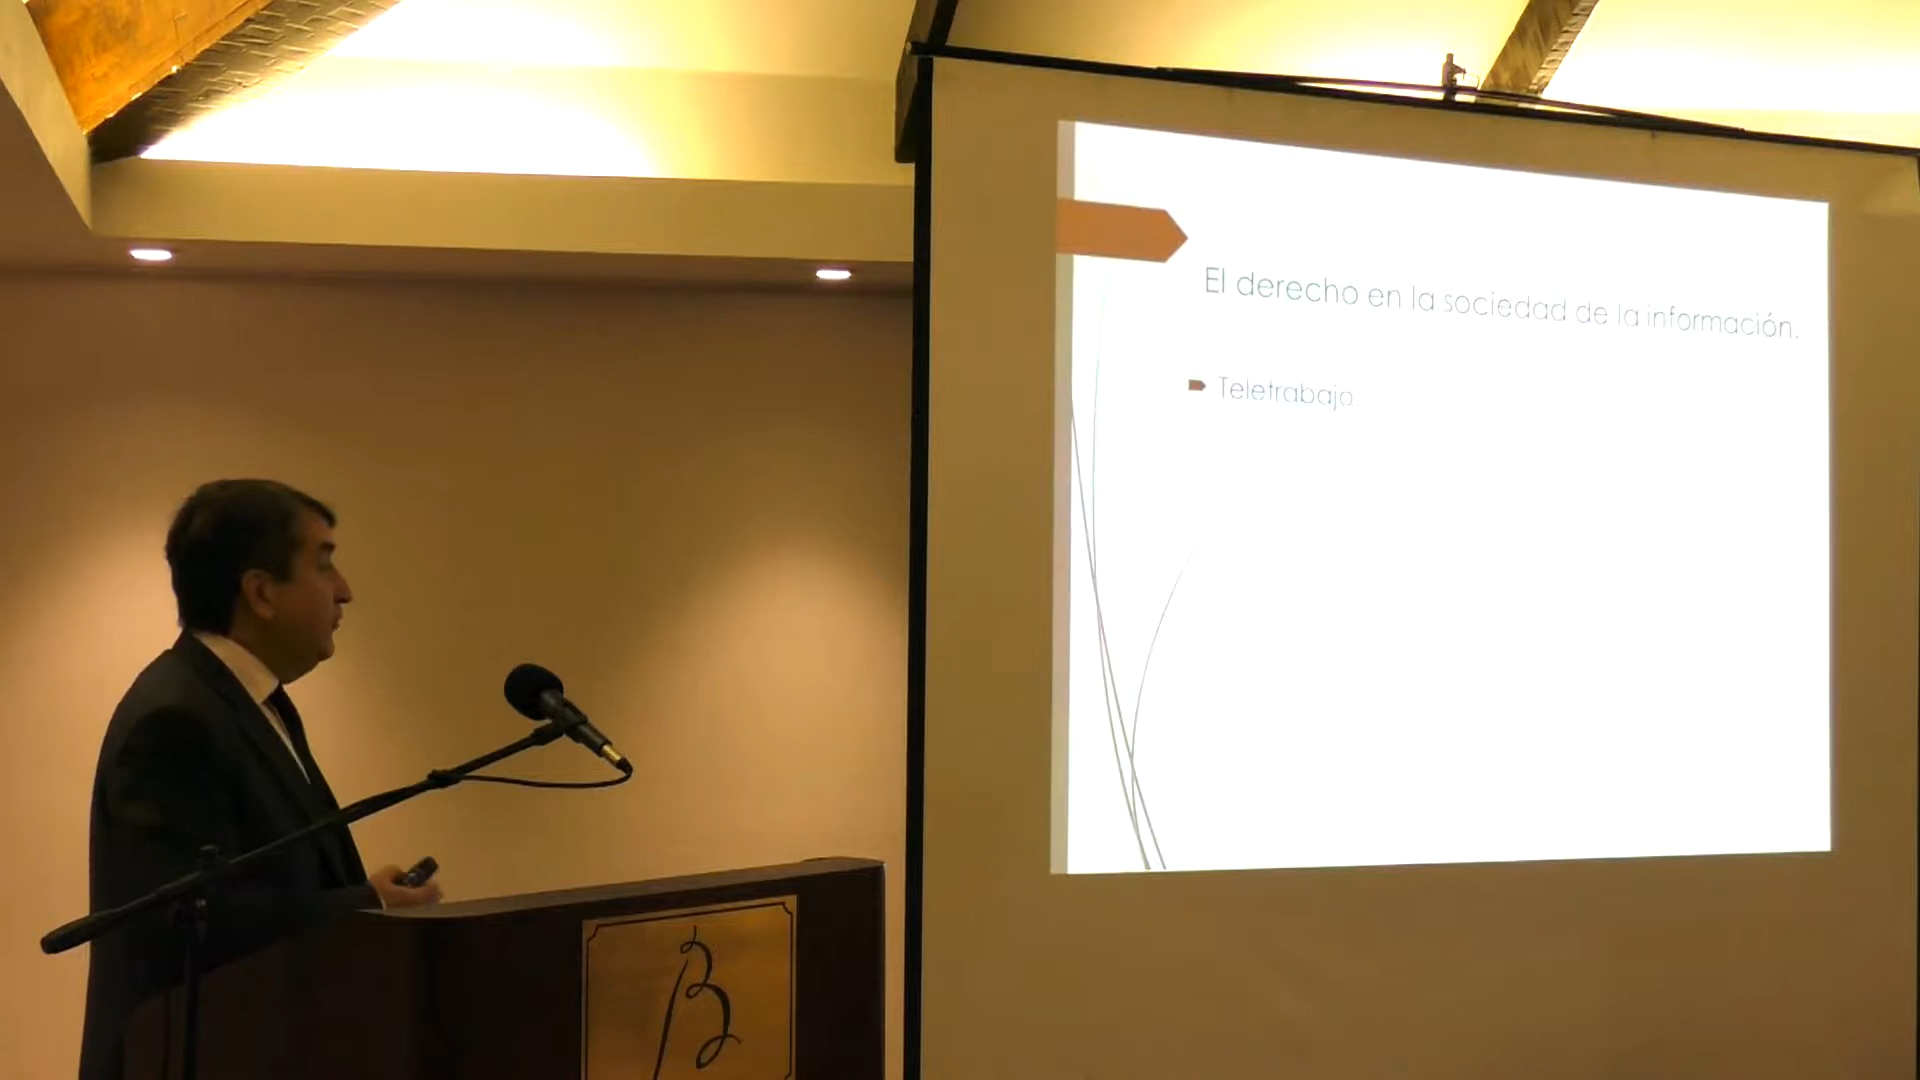 El derecho en la sociedad de la información.
Teletrabajo
B